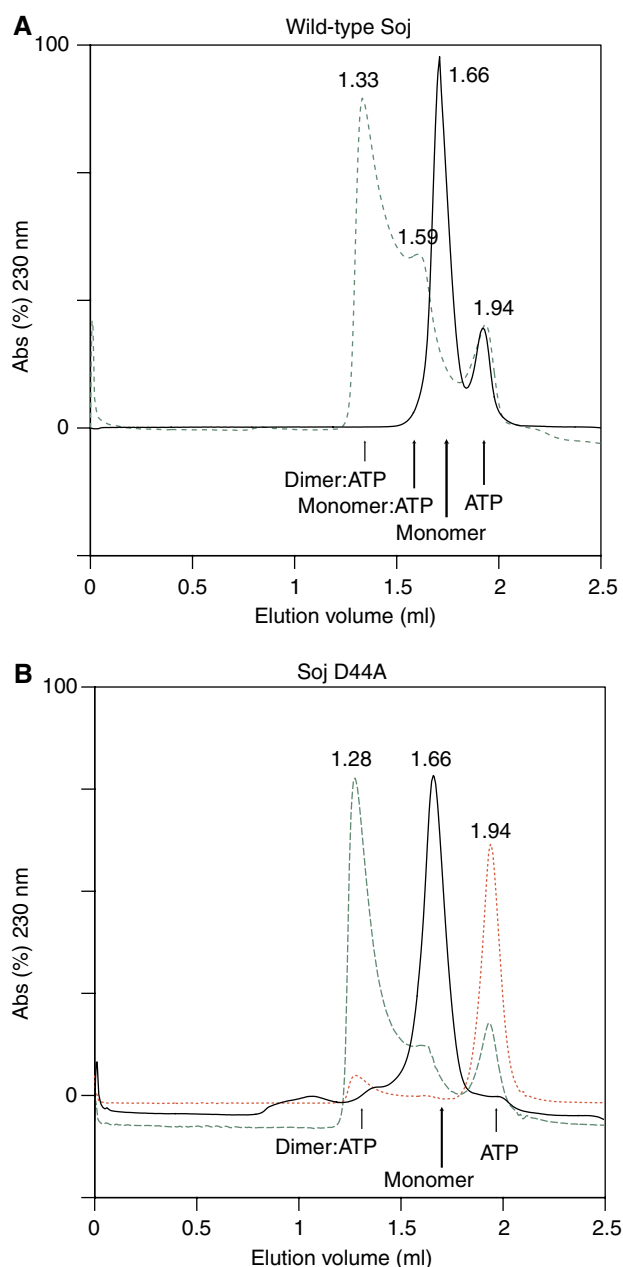 A
Wild-type Soj
100
1.33
1.66
1.59
1.94
Abs (%) 230 nm
0
Dimer:ATP
Monomer:ATP
ATP
Monomer
0
0.5
1
1.5
2
2.5
Elution volume (ml)
B
Soj D44A
100
1.28
1.66
1.94
Abs (%) 230 nm
0
Dimer:ATP
ATP
Monomer
0
0.5
1
1.5
2
2.5
Elution volume (ml)